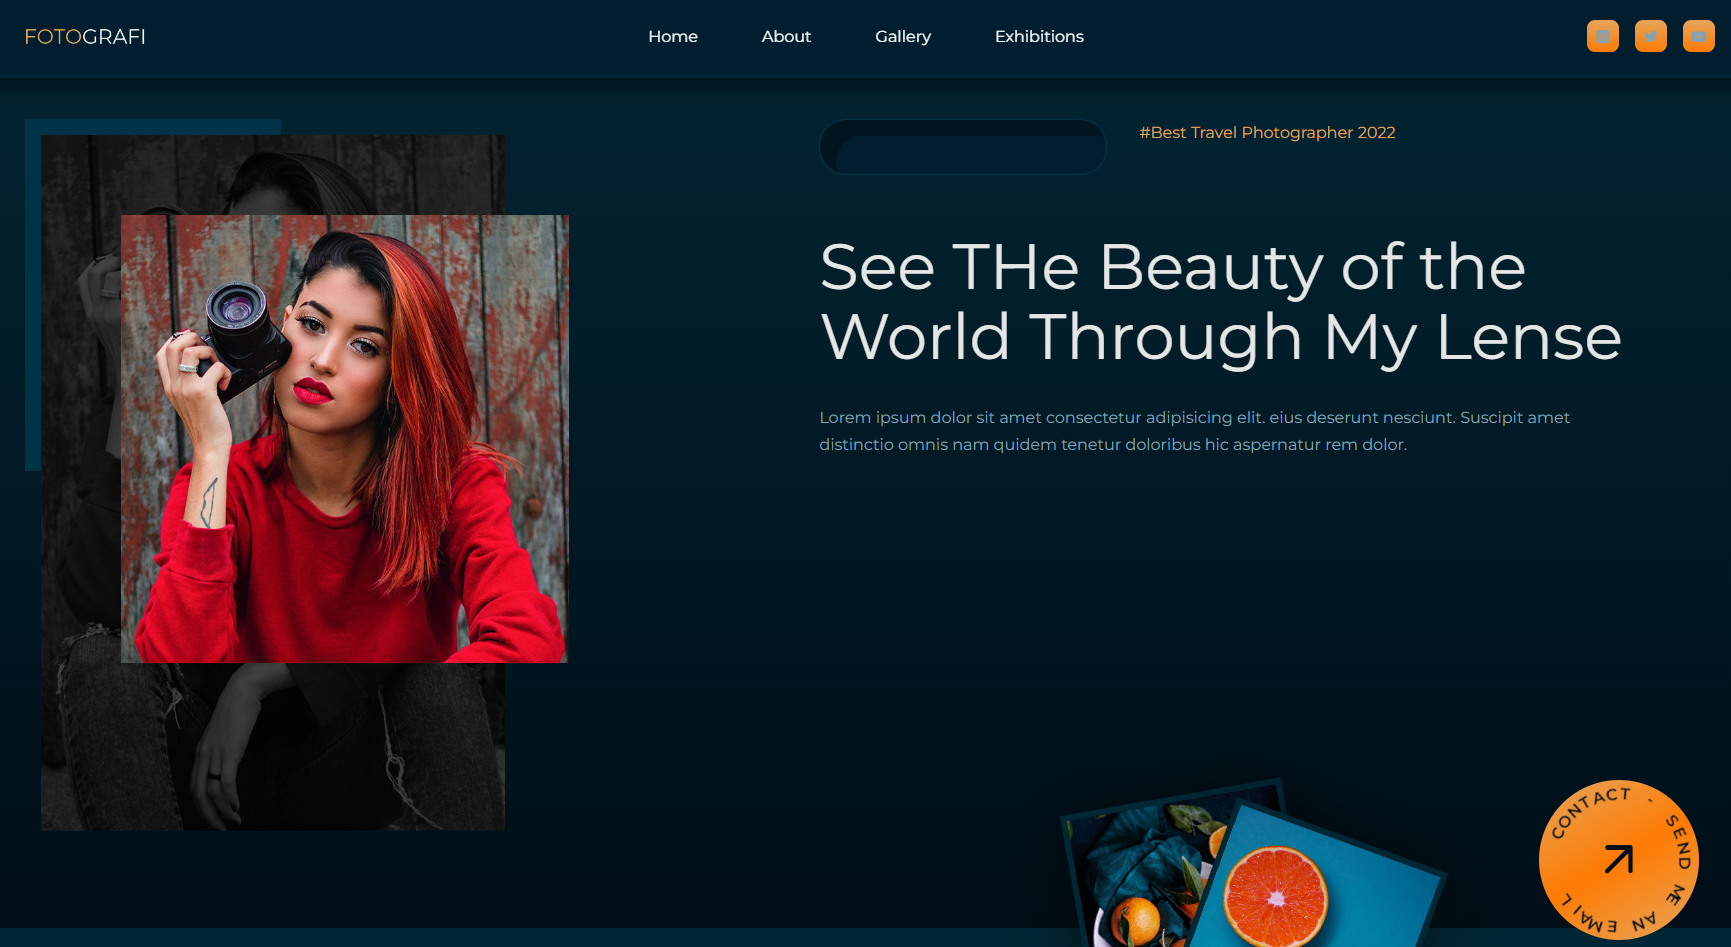 FOTOGRAFI
Home
About
Gallery
Exhibitions
#Best Travel Photographer 2022
See THe Beauty of the
World Through My Lense
Lorem ipsum dolor sit amet consectetur adipisicing elit. eius deserunt nesciunt. Suscipit amet
distinctio omnis nam quidem tenetur doloribus hic aspernatur rem dolor.
CONTACT - SEND ME AN EMAIL